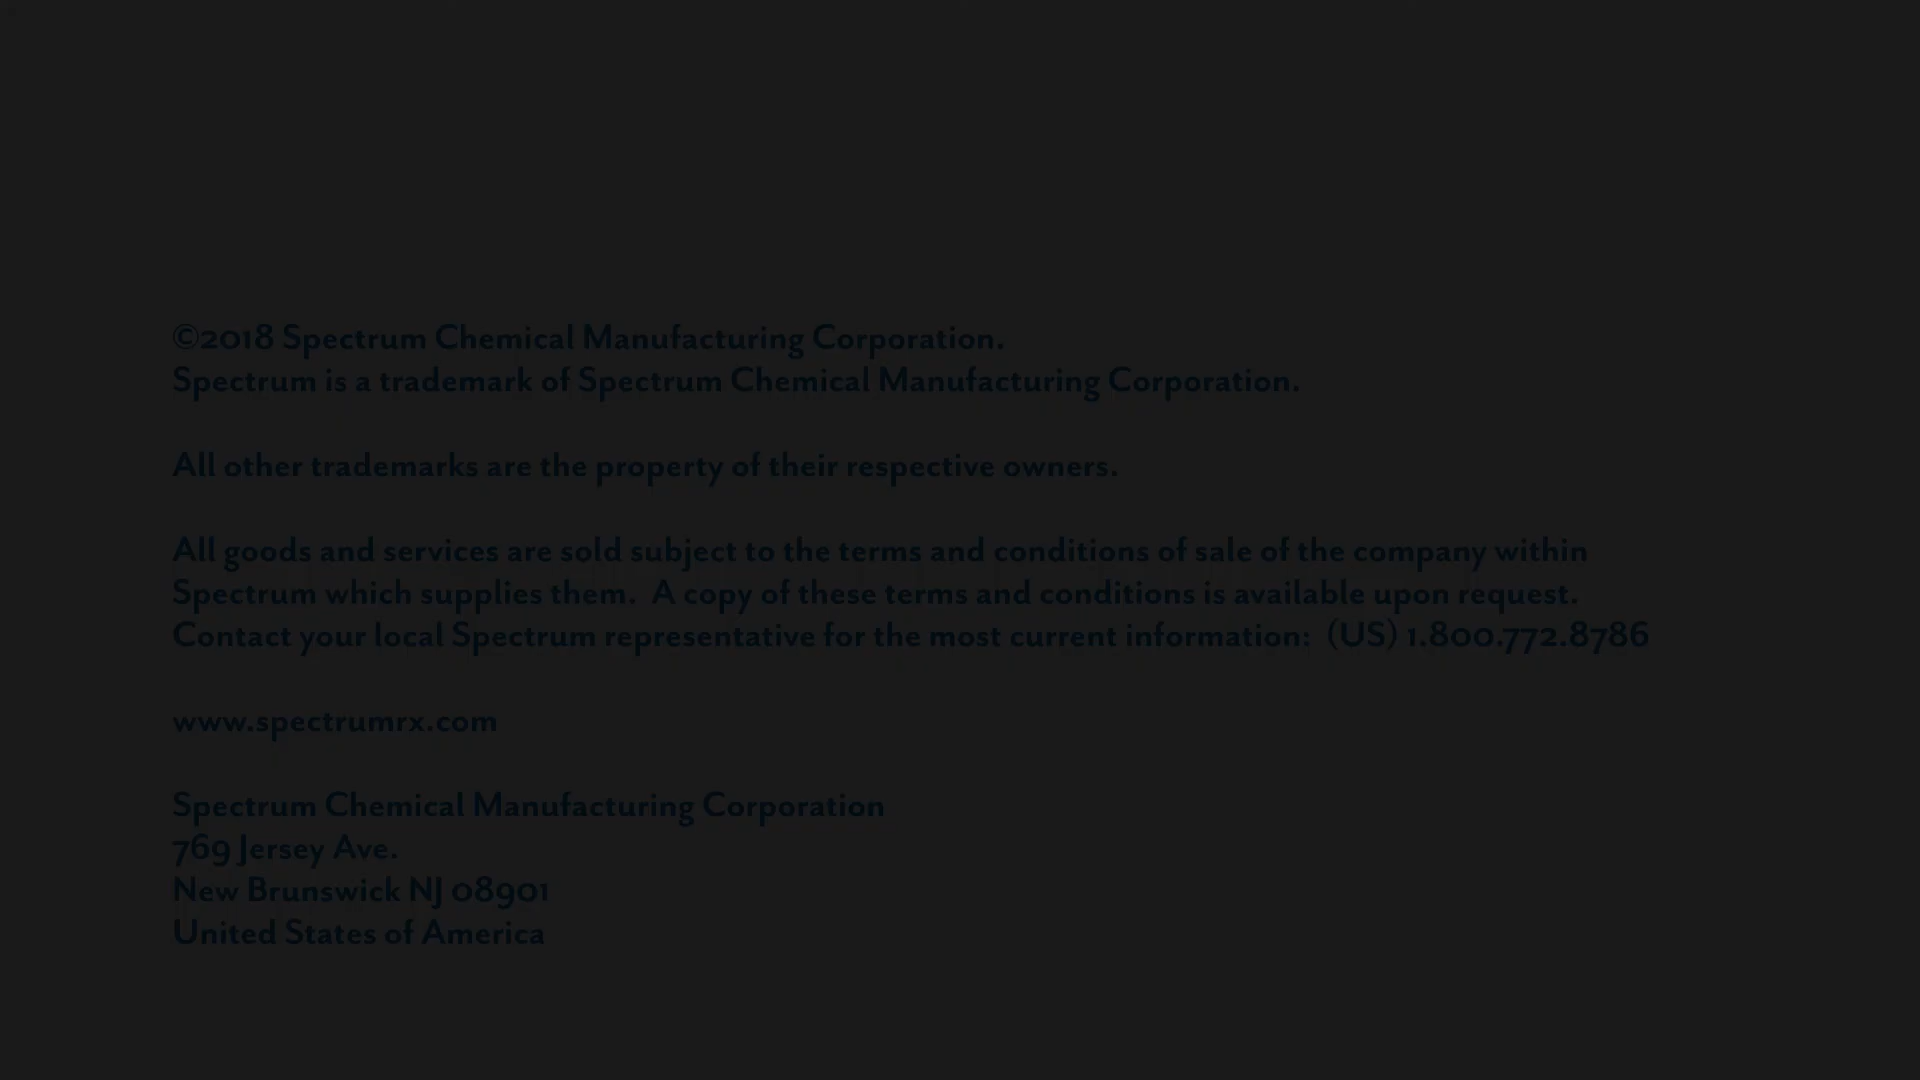 ©2018 Spectrum Chemical Manufacturing Corporation.
Spectrum is a trademark of Spectrum Chemical Manufacturing Corporation.
All other trademarks are the property of their respective owners.
All goods and services are sold subject to the terms and conditions of sale of the company within
Spectrum which supplies them.  A copy of these terms and conditions is available upon request.
Contact your local Spectrum representative for the most current information:  (US) 1.800.772.8786
www.spectrumrx.com
Spectrum Chemical Manufacturing Corporation
769 Jersey Ave.
New Brunswick NJ 08901
United States of America